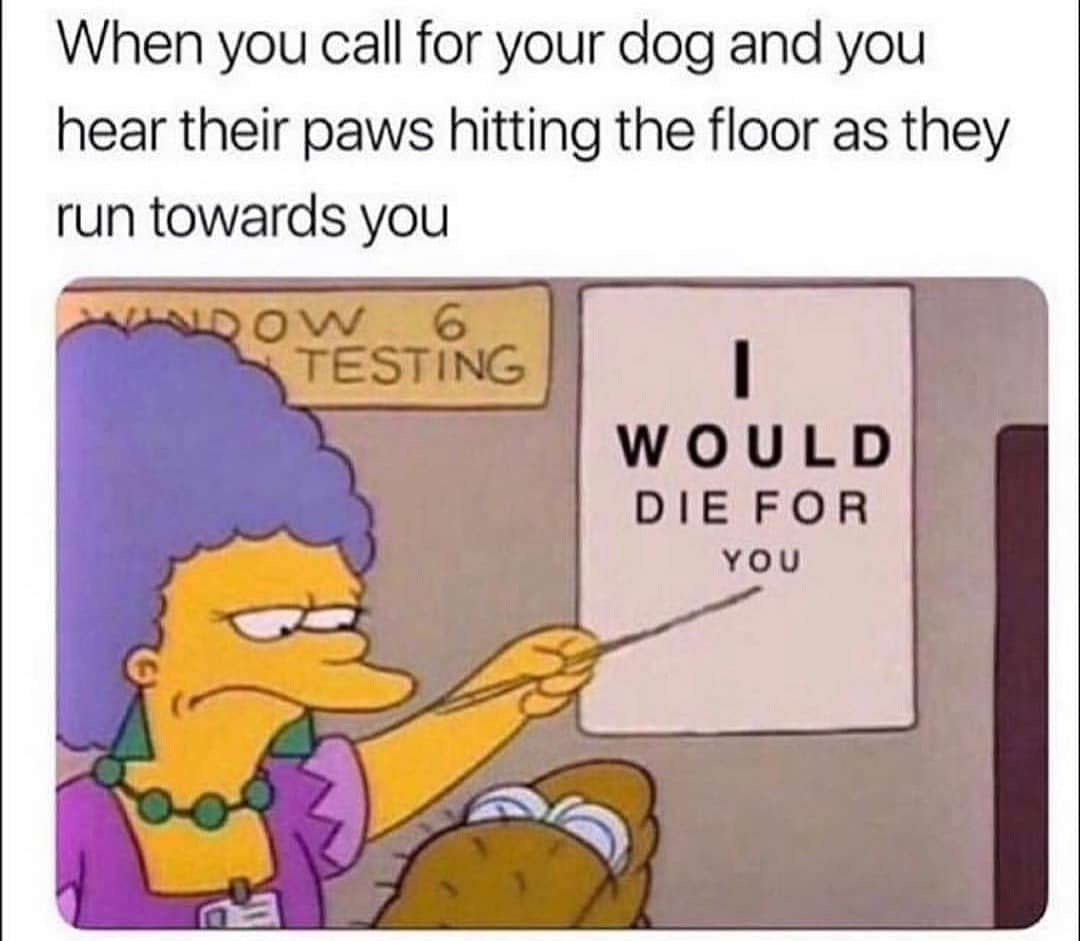 When you call for your dog and you
hear their paws hitting the floor as they
run towards you
WINDOW 6
TESTING
I
WOULD
DIE FOR
YOU